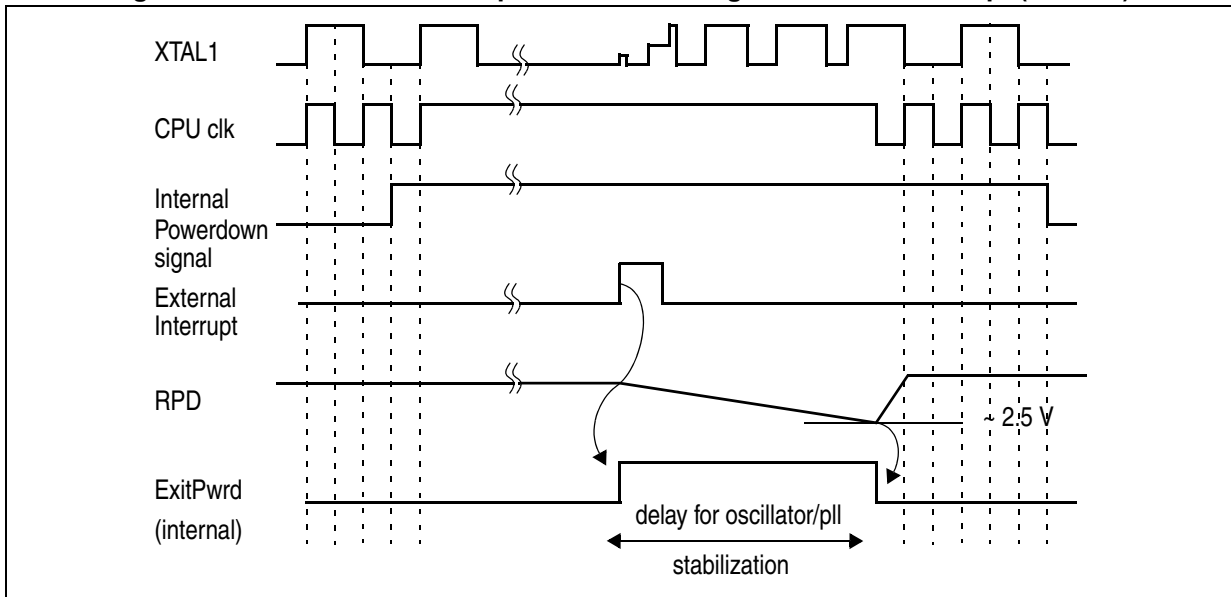 XTAL1
CPU clk
Internal
Powerdown
signal
External
Interrupt
RPD
~ 2.5 V
ExitPwrd
(internal)
delay for oscillator/pll
stabilization